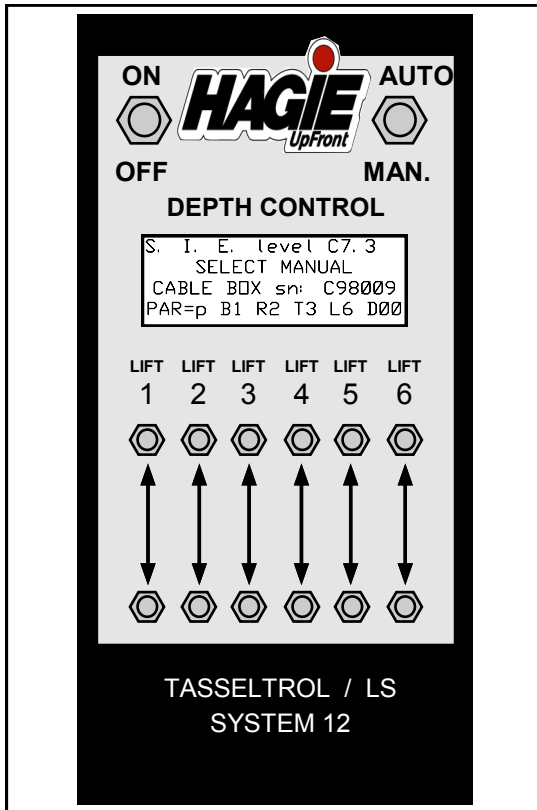 ON HAGIE AUTO
UpFront
OFF MAN.
DEPTH CONTROL
S. I. E. level C7.3
SELECT MANUAL
CABLE BOX sn: C98009
PAR=p B1 R2 T3 L6 D00
LIFT LIFT LIFT LIFT LIFT LIFT
1 2 3 4 5 6
TASSELTROL / LS
SYSTEM 12